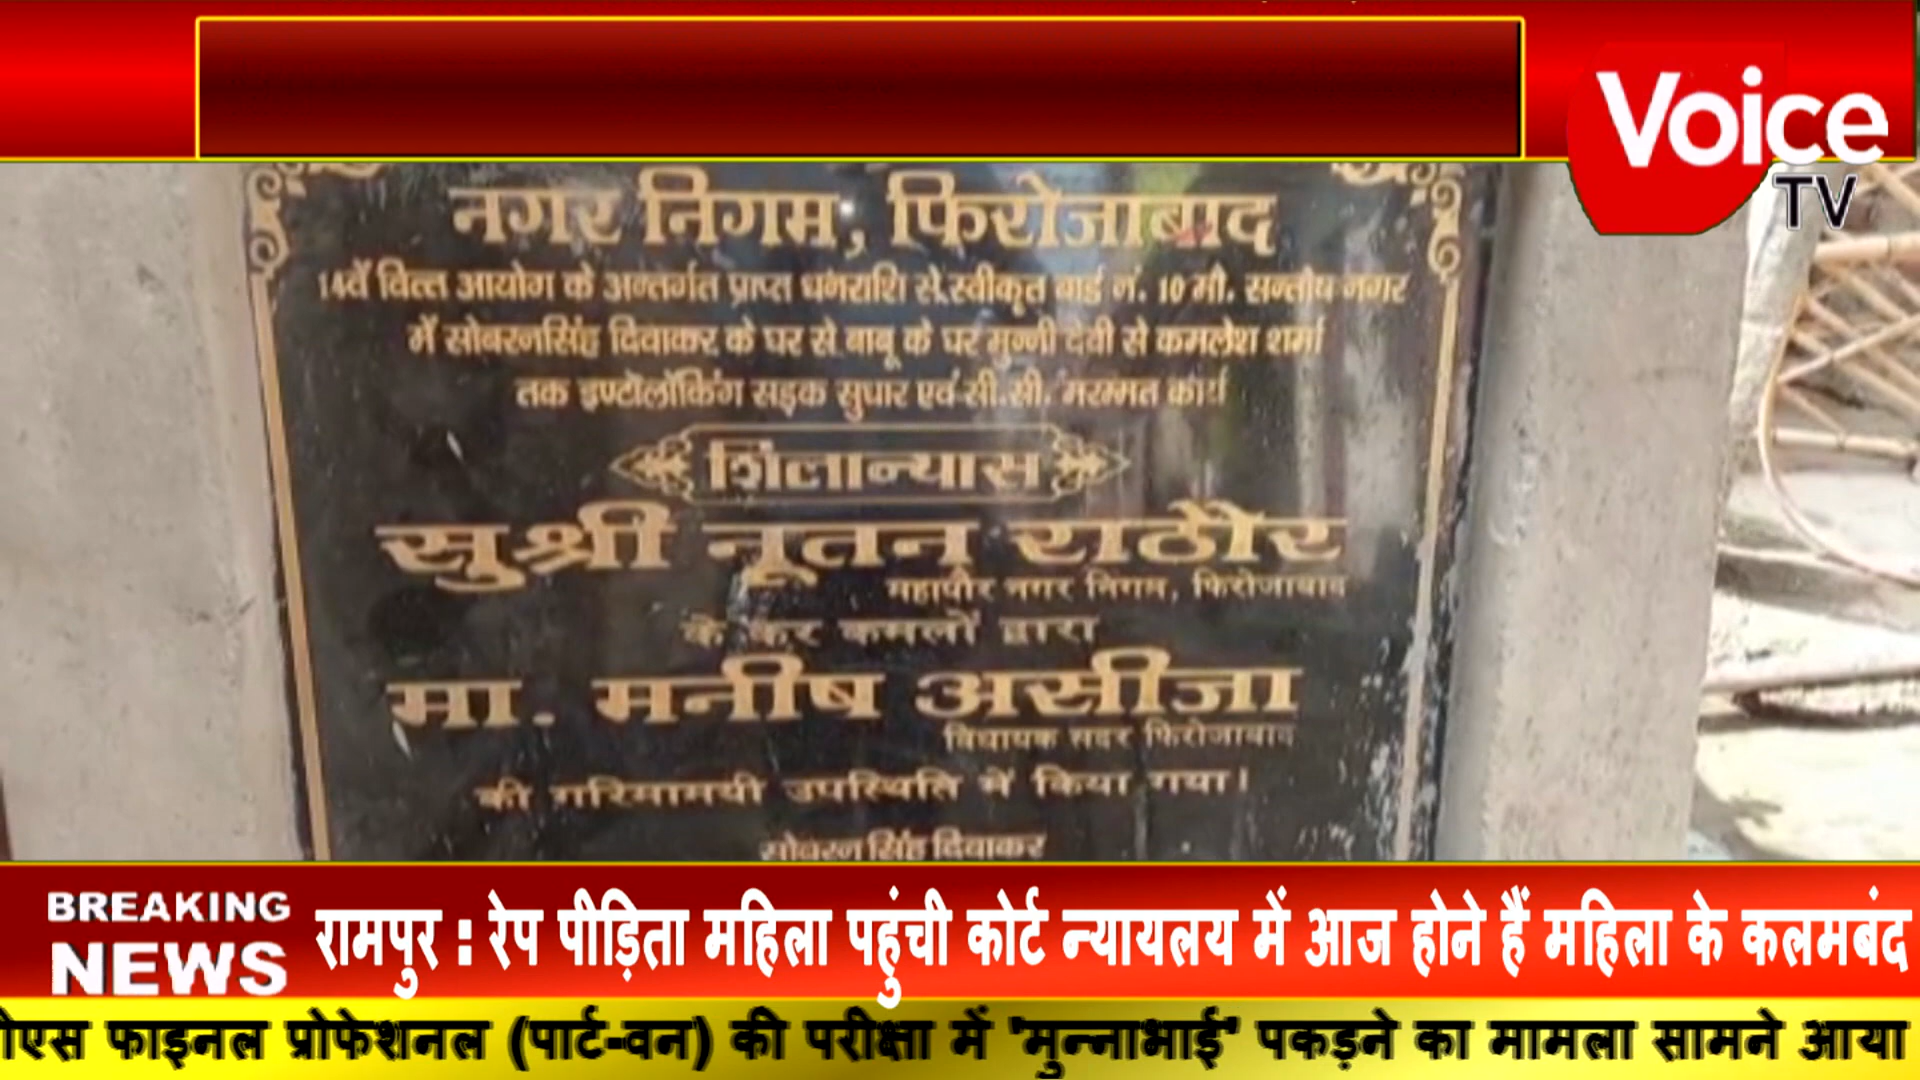 Voice
TV
नगर निगम, फिरोजाबाद
14वें वित्त आयोग के अन्तर्गत प्राप्त धनराशि से स्वीकृत वार्ड नं. 10 मौ. सन्तोष नगर
में सोबरनसिंह दिवाकर के घर से बाबू के घर मुन्नी देवी से कमलेश शर्मा
तक इण्टोलॉकिंग सड़क सुधार एवं सी.सी. मरम्मत कार्य
शिलान्यास
सुश्री नूतन राठौर
महापौर नगर निगम, फिरोजाबाद
के कर कमलों द्वारा
मा. मनीष असीजा
विधायक सदर फिरोजाबाद
की गरिमामयी उपस्थिति में किया गया।
सोबरन सिंह दिवाकर
BREAKING
NEWS
रामपुर : रेप पीड़िता महिला पहुंची कोर्ट न्यायलय में आज होने हैं महिला के कलमबंद
ीएस फाइनल प्रोफेशनल (पार्ट-वन) की परीक्षा में 'मुन्नाभाई' पकड़ने का मामला सामने आया